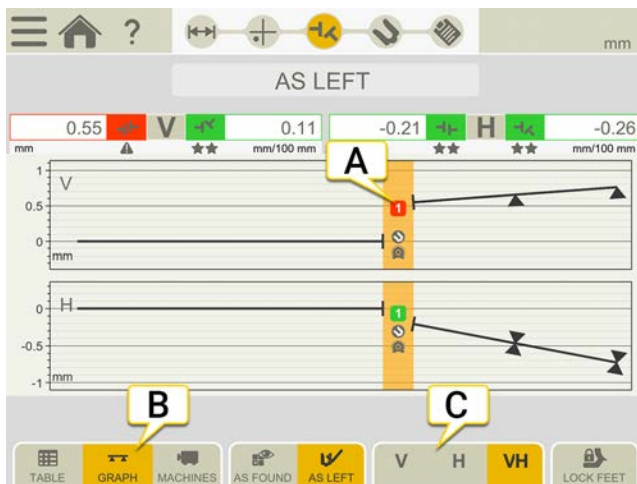 ?
mm
AS LEFT
0.55 V 0.11 -0.21 H -0.26
mm mm/100 mm mm/100 mm
A
1
V
0.5
1
0
mm
0
H
1
-0.5
-1
mm
B
C
TABLE GRAPH MACHINES AS FOUND AS LEFT V H VH LOCK FEET